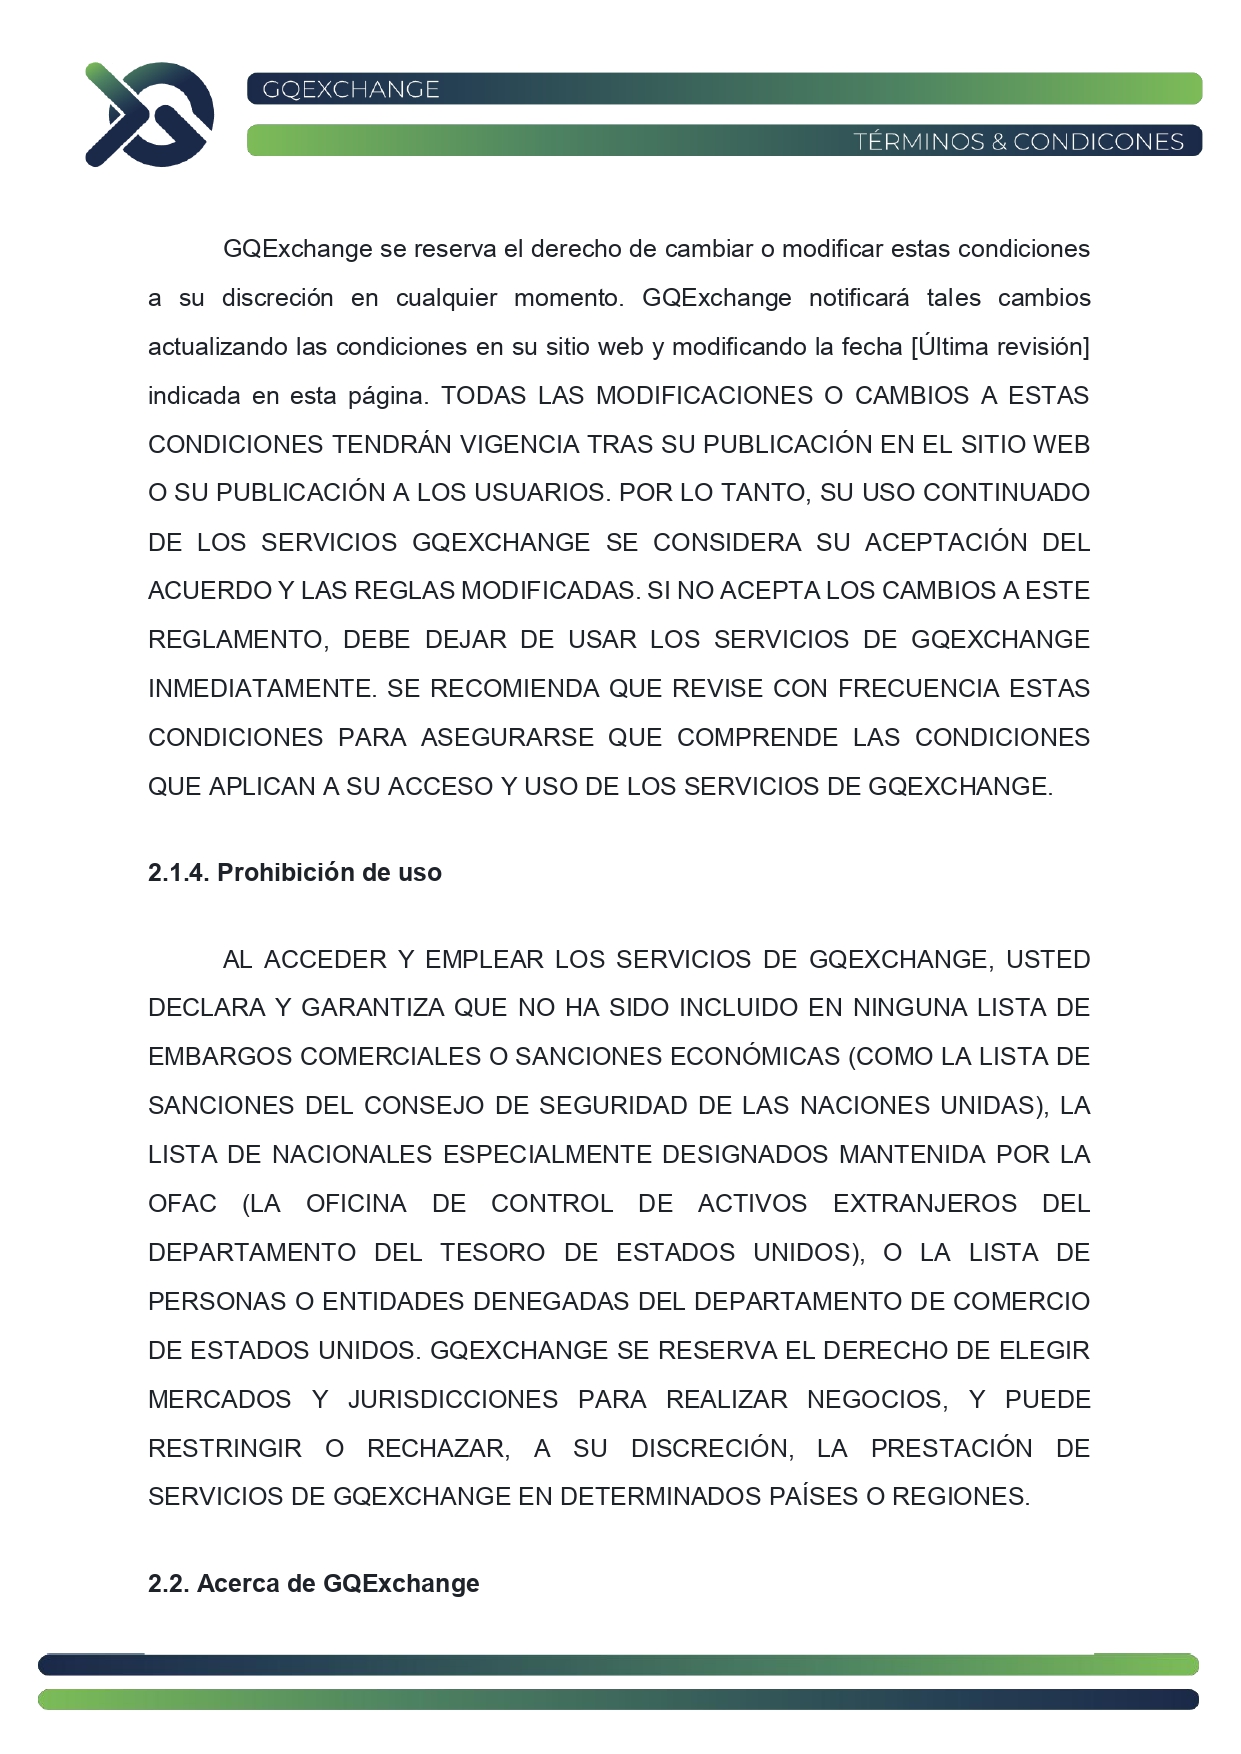 GQEXCHANGE
TÉRMINOS & CONDICONES
GQExchange se reserva el derecho de cambiar o modificar estas condiciones
a su discreción en cualquier momento. GQExchange notificará tales cambios
actualizando las condiciones en su sitio web y modificando la fecha [Última revisión]
indicada en esta página. TODAS LAS MODIFICACIONES O CAMBIOS A ESTAS
CONDICIONES TENDRÁN VIGENCIA TRAS SU PUBLICACIÓN EN EL SITIO WEB
O SU PUBLICACIÓN A LOS USUARIOS. POR LO TANTO, SU USO CONTINUADO
DE LOS SERVICIOS GQEXCHANGE SE CONSIDERA SU ACEPTACIÓN DEL
ACUERDO Y LAS REGLAS MODIFICADAS. SI NO ACEPTA LOS CAMBIOS A ESTE
REGLAMENTO, DEBE DEJAR DE USAR LOS SERVICIOS DE GQEXCHANGE
INMEDIATAMENTE. SE RECOMIENDA QUE REVISE CON FRECUENCIA ESTAS
CONDICIONES PARA ASEGURARSE QUE COMPRENDE LAS CONDICIONES
QUE APLICAN A SU ACCESO Y USO DE LOS SERVICIOS DE GQEXCHANGE.
2.1.4. Prohibición de uso
AL ACCEDER Y EMPLEAR LOS SERVICIOS DE GQEXCHANGE, USTED
DECLARA Y GARANTIZA QUE NO HA SIDO INCLUIDO EN NINGUNA LISTA DE
EMBARGOS COMERCIALES O SANCIONES ECONÓMICAS (COMO LA LISTA DE
SANCIONES DEL CONSEJO DE SEGURIDAD DE LAS NACIONES UNIDAS), LA
LISTA DE NACIONALES ESPECIALMENTE DESIGNADOS MANTENIDA POR LA
OFAC (LA OFICINA DE CONTROL DE ACTIVOS EXTRANJEROS DEL
DEPARTAMENTO DEL TESORO DE ESTADOS UNIDOS), O LA LISTA DE
PERSONAS O ENTIDADES DENEGADAS DEL DEPARTAMENTO DE COMERCIO
DE ESTADOS UNIDOS. GQEXCHANGE SE RESERVA EL DERECHO DE ELEGIR
MERCADOS Y JURISDICCIONES PARA REALIZAR NEGOCIOS, Y PUEDE
RESTRINGIR O RECHAZAR, A SU DISCRECIÓN, LA PRESTACIÓN DE
SERVICIOS DE GQEXCHANGE EN DETERMINADOS PAÍSES O REGIONES.
2.2. Acerca de GQExchange